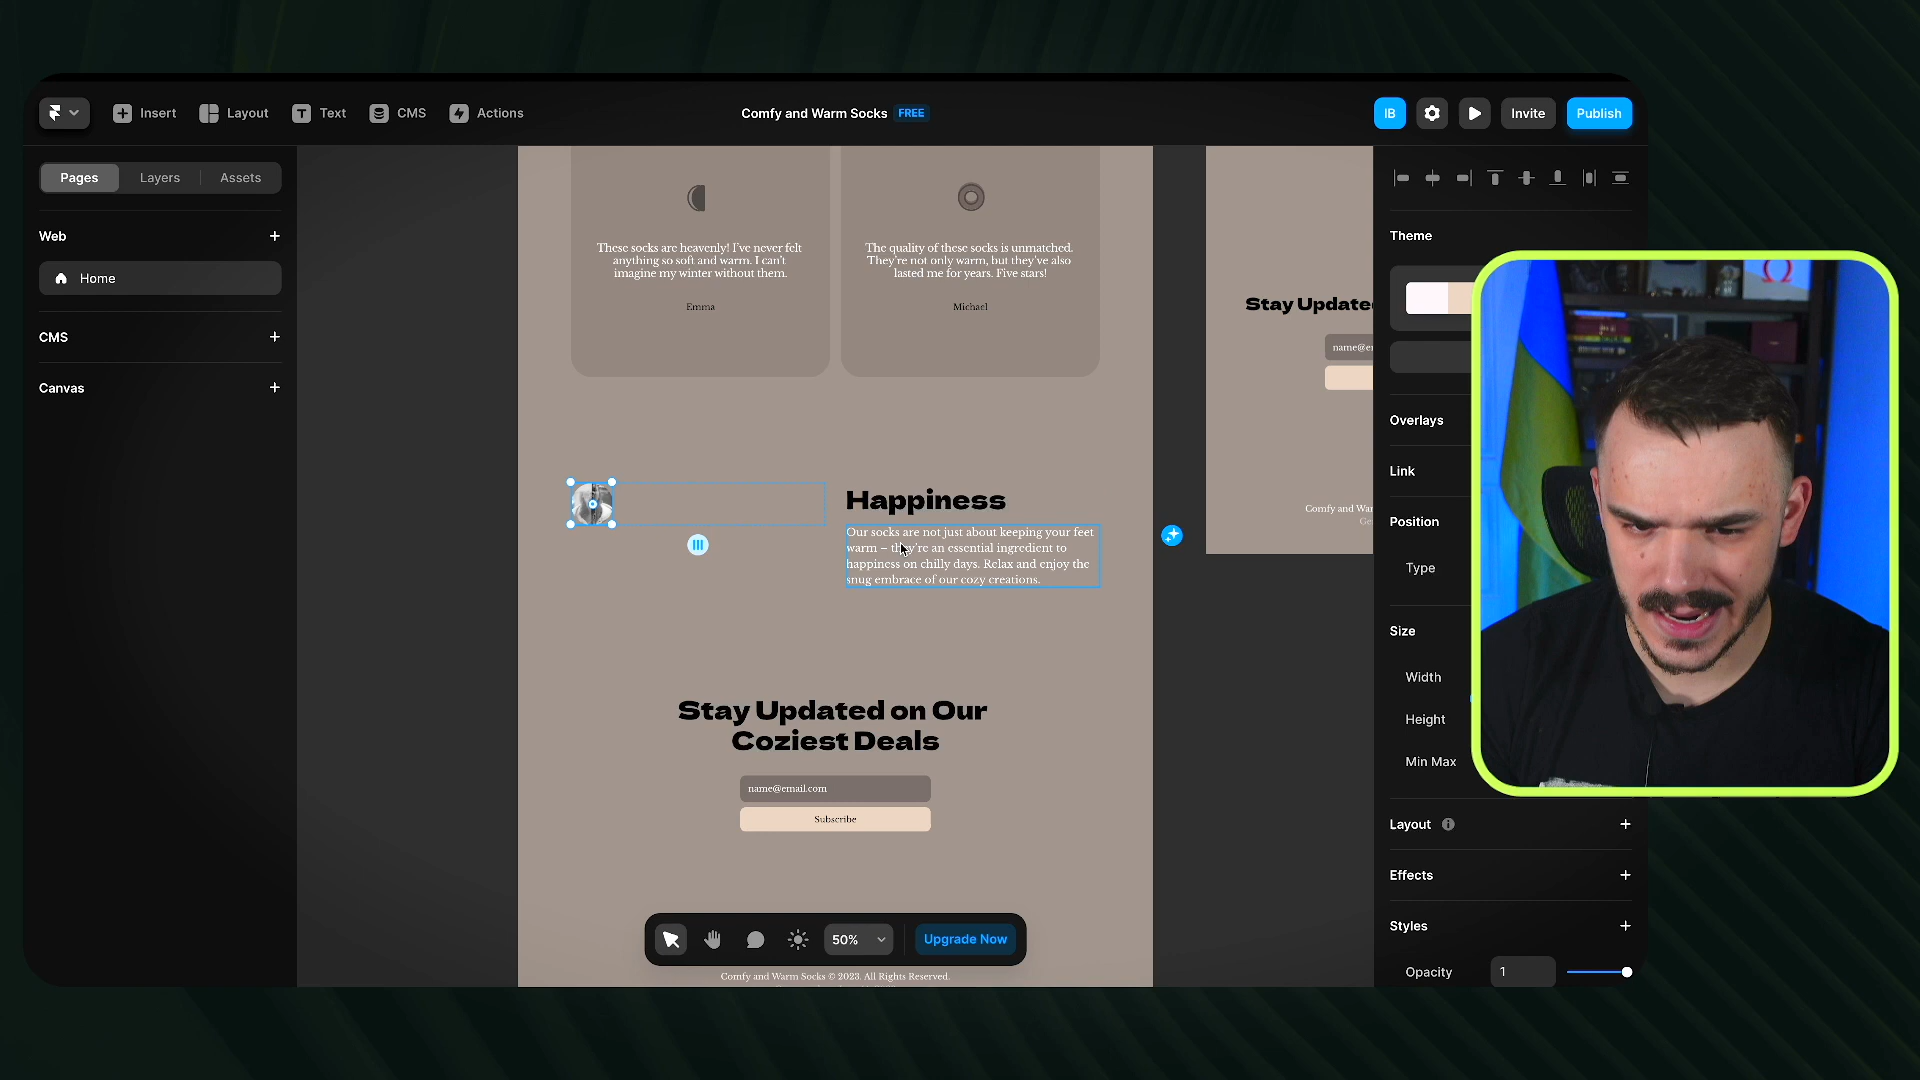 Insert
Layout
Text
CMS
Actions
Comfy and Warm Socks FREE
IB
Invite
Publish
Pages
Layers
Assets
Web
Home
CMS
Canvas
These socks are heavenly! I've never felt
anything so soft and warm. I can't
imagine my winter without them.
Emma
The quality of these socks is unmatched.
They're not only warm, but they've also
lasted me for years. Five stars!
Michael
Happiness
Our socks are not just about keeping your feet
warm – they're an essential ingredient to
happiness on chilly days. Relax and enjoy the
snug embrace of our cozy creations.
Stay Updated on Our
Coziest Deals
name@email.com
Subscribe
50%
Upgrade Now
Comfy and Warm Socks © 2023. All Rights Reserved.
Stay Update
name@e
Comfy and War
Ge
Theme
Overlays
Link
Position
Type
Size
Width
Height
Min Max
Layout
Effects
Styles
Opacity
1